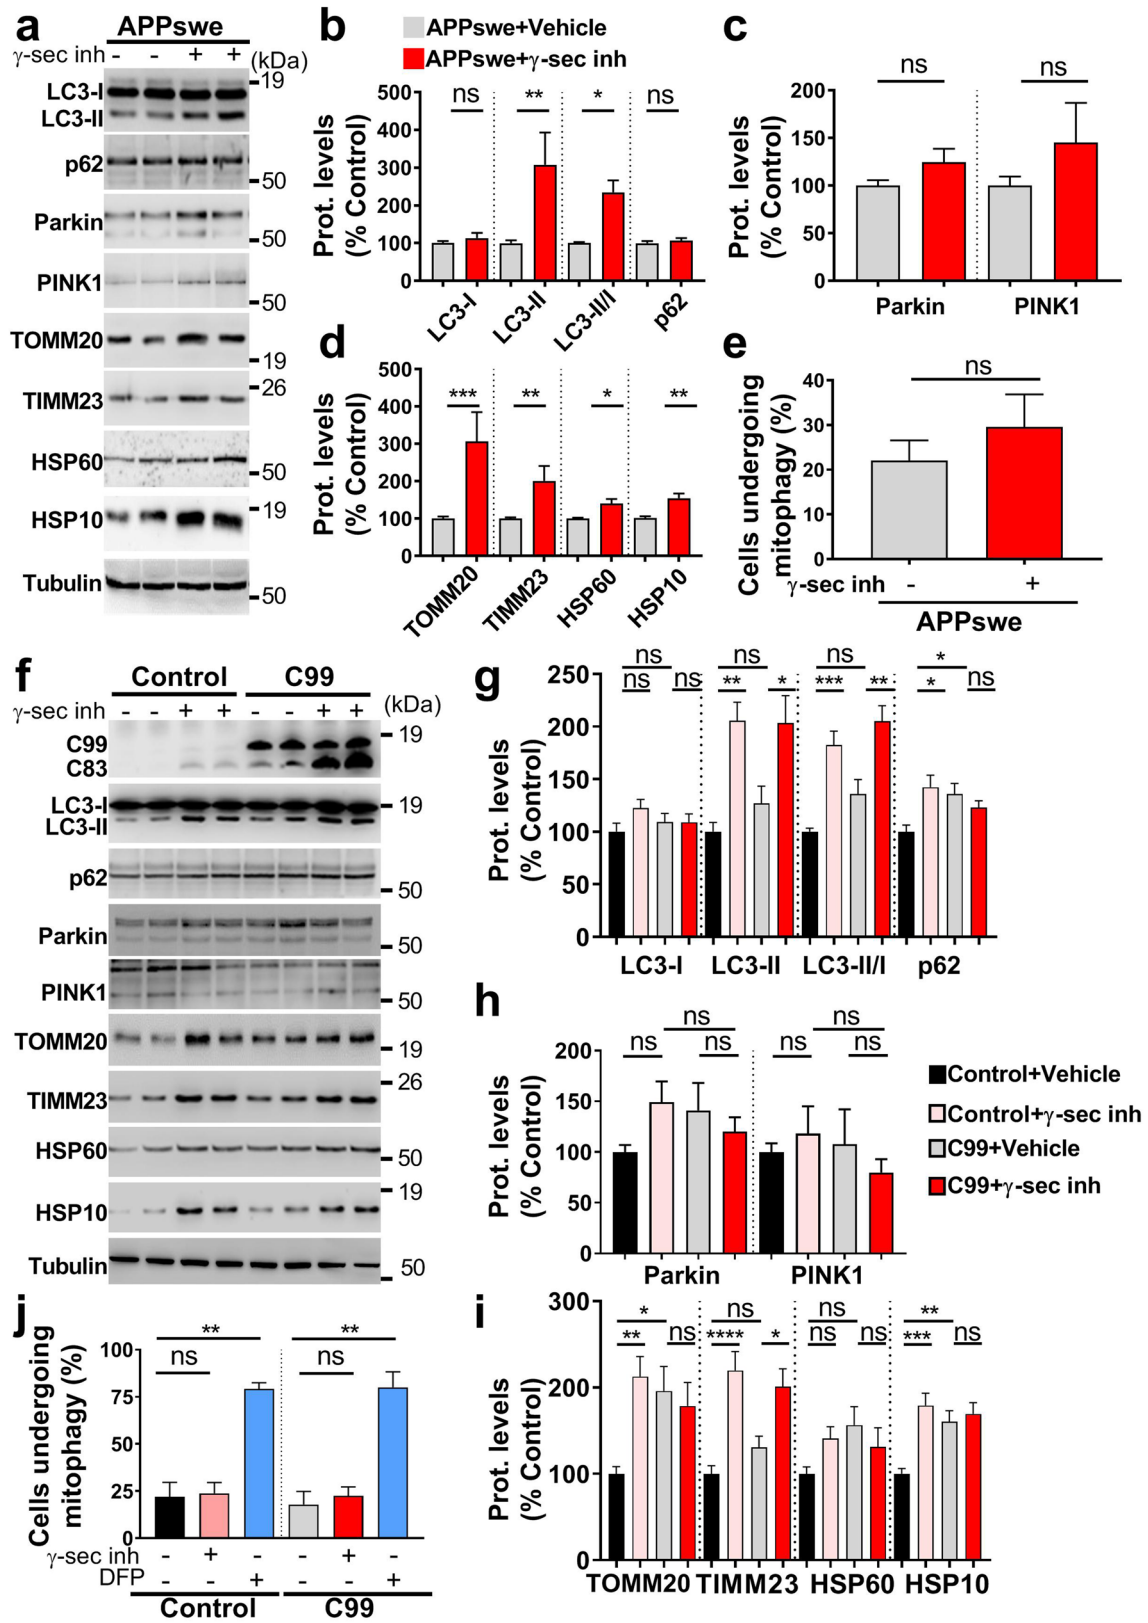 a
APPswe
γ-sec inh - - + + (kDa)
LC3-I
LC3-II
19
p62
50
Parkin
50
PINK1
50
TOMM20
19
TIMM23
26
HSP60
50
HSP10
19
Tubulin
50
b
APPswe+Vehicle
APPswe+γ-sec inh
Prot. levels
(% Control)
500
400
300
200
100
0
ns ** * ns
LC3-I LC3-II LC3-II/I p62
c
ns ns
Prot. levels
(% Control)
200
150
100
50
0
Parkin PINK1
d
Prot. levels
(% Control)
500
400
300
200
100
0
*** ** * **
TOMM20 TIMM23 HSP60 HSP10
e
Cells undergoing
mitophagy (%)
40
30
20
10
0
ns
γ-sec inh - +
APPswe
f
Control C99
γ-sec inh - - + + - - + + (kDa)
C99
C83
19
LC3-I
LC3-II
19
p62
50
Parkin
50
PINK1
50
TOMM20
19
TIMM23
26
HSP60
50
HSP10
19
Tubulin
50
g
Prot. levels
(% Control)
250
200
150
100
50
0
ns ns ns *
ns ns ** * *** ** * ns
LC3-I LC3-II LC3-II/I p62
h
Prot. levels
(% Control)
200
150
100
50
0
ns ns
ns ns ns ns
Parkin PINK1
Control+Vehicle
Control+γ-sec inh
C99+Vehicle
C99+γ-sec inh
i
Prot. levels
(% Control)
300
200
100
0
* ns ns **
** ns **** * ns ns *** ns
TOMM20 TIMM23 HSP60 HSP10
j
Cells undergoing
mitophagy (%)
100
75
50
25
0
** **
ns ns
γ-sec inh - + - - + -
DFP - - + - - +
Control C99